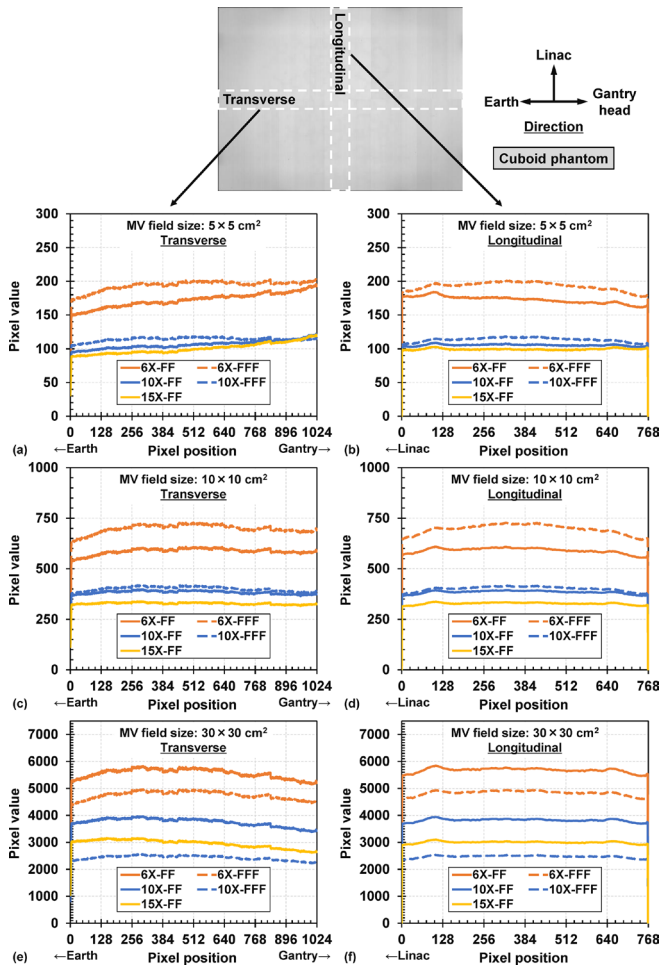 Longitudinal
Transverse
Linac
Earth
Gantry head
Direction
Cuboid phantom
MV field size: 5×5 cm²
Transverse
Pixel value
300
250
200
150
100
50
0
6X-FF 6X-FFF
10X-FF 10X-FFF
15X-FF
0 128 256 384 512 640 768 896 1024
(a) ←Earth Pixel position Gantry→
MV field size: 5×5 cm²
Longitudinal
Pixel value
300
250
200
150
100
50
0
6X-FF 6X-FFF
10X-FF 10X-FFF
15X-FF
0 128 256 384 512 640 768
(b) ←Linac Pixel position
MV field size: 10×10 cm²
Transverse
Pixel value
1000
750
500
250
0
6X-FF 6X-FFF
10X-FF 10X-FFF
15X-FF
0 128 256 384 512 640 768 896 1024
(c) ←Earth Pixel position Gantry→
MV field size: 10×10 cm²
Longitudinal
Pixel value
1000
750
500
250
0
6X-FF 6X-FFF
10X-FF 10X-FFF
15X-FF
0 128 256 384 512 640 768
(d) ←Linac Pixel position
MV field size: 30×30 cm²
Transverse
Pixel value
7000
6000
5000
4000
3000
2000
1000
0
6X-FF 6X-FFF
10X-FF 10X-FFF
15X-FF
0 128 256 384 512 640 768 896 1024
(e) ←Earth Pixel position Gantry→
MV field size: 30×30 cm²
Longitudinal
Pixel value
7000
6000
5000
4000
3000
2000
1000
0
6X-FF 6X-FFF
10X-FF 10X-FFF
15X-FF
0 128 256 384 512 640 768
(f) ←Linac Pixel position